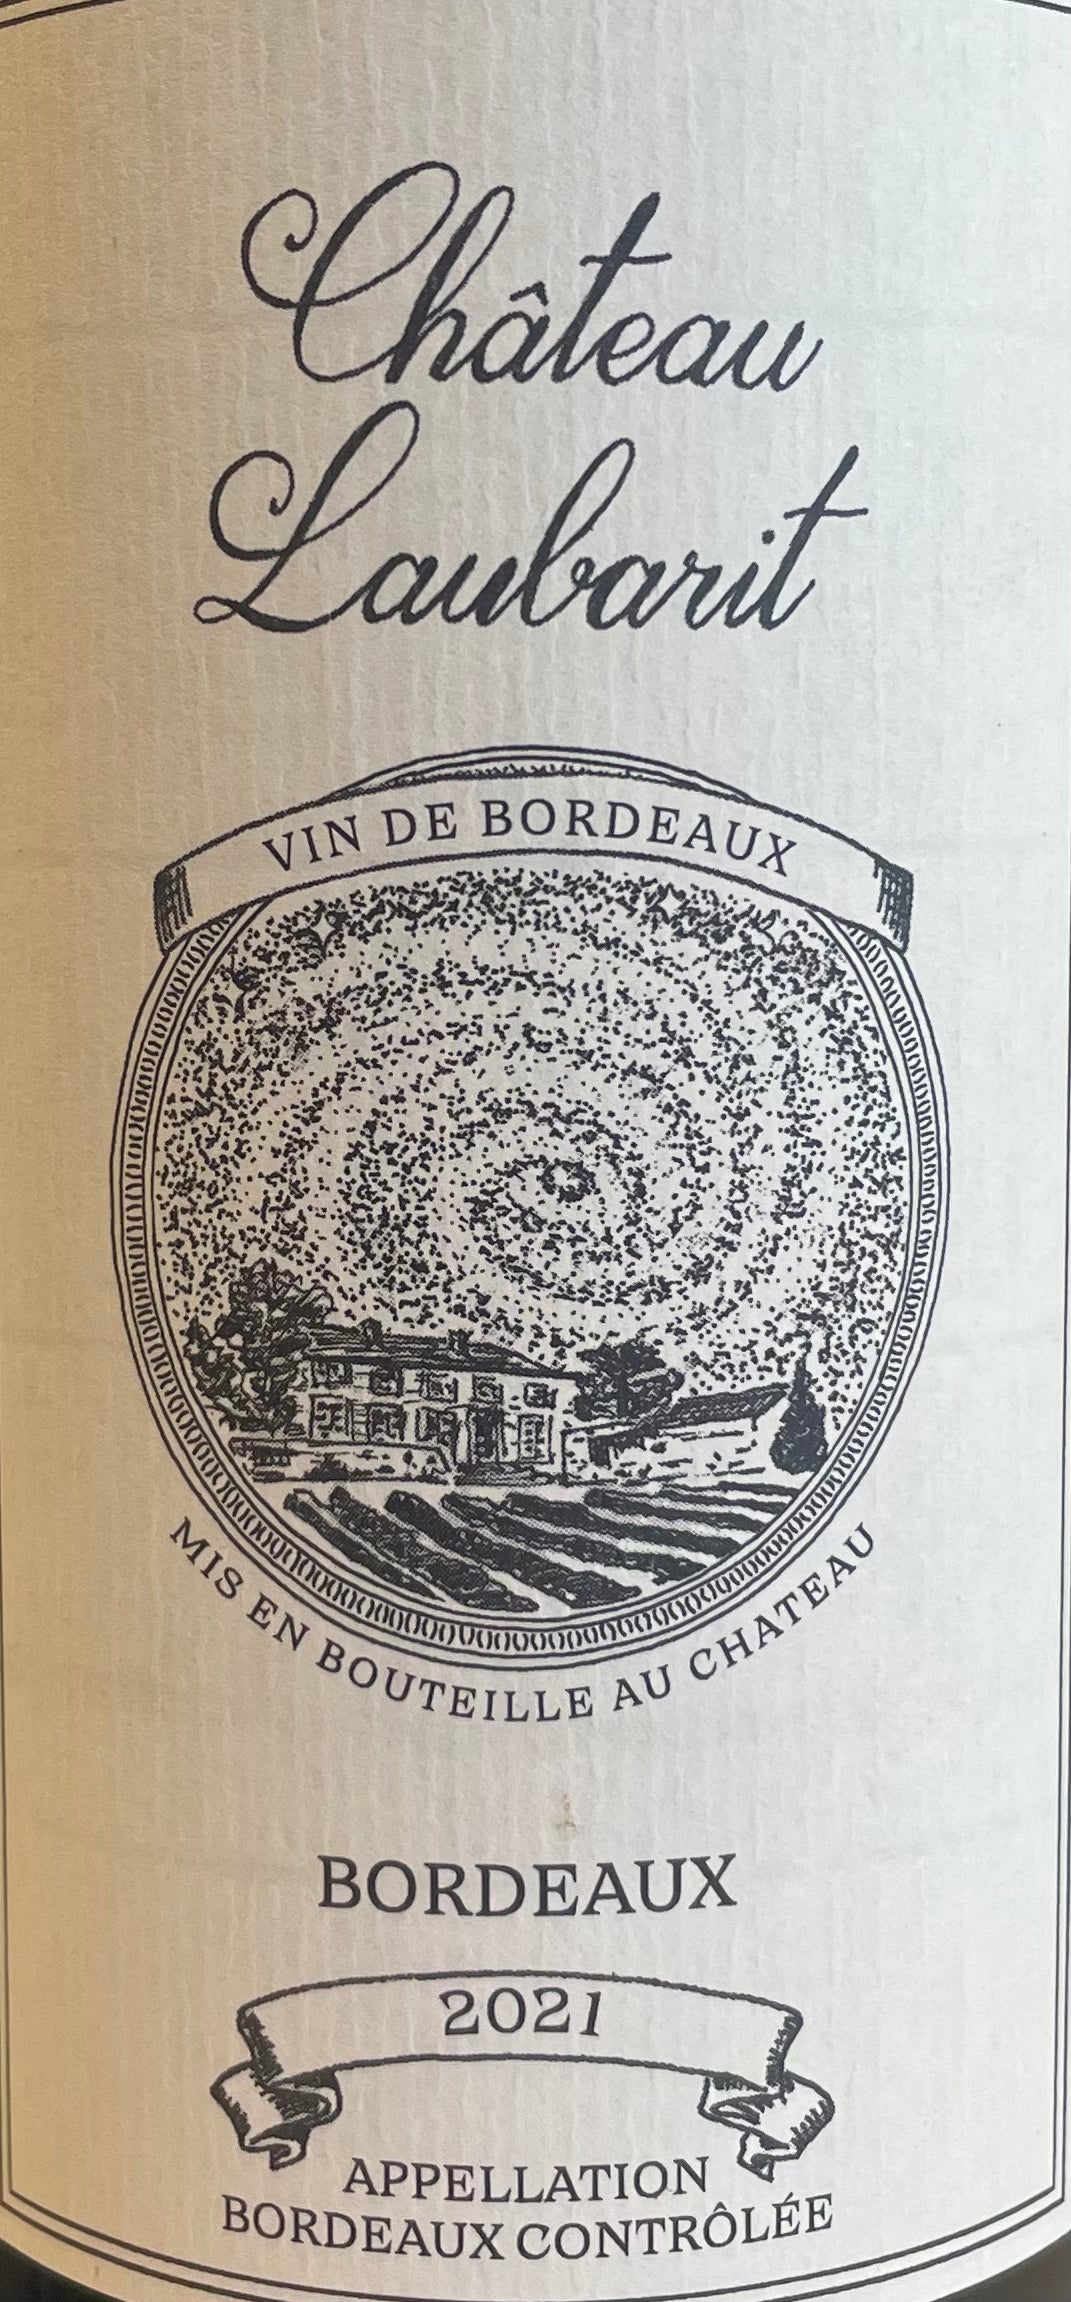 Château
Laubarit
VIN DE BORDEAUX
MIS EN BOUTEILLE AU CHATEAU
BORDEAUX
2021
APPELLATION
BORDEAUX CONTRÔLÉE